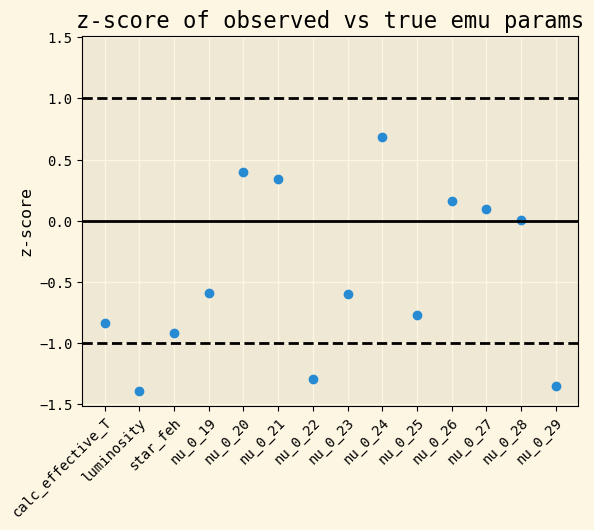 z-score of observed vs true emu params
z-score
1.5
1.0
0.5
0.0
−0.5
−1.0
−1.5
calc_effective_T
luminosity
star_feh
nu_0_19
nu_0_20
nu_0_21
nu_0_22
nu_0_23
nu_0_24
nu_0_25
nu_0_26
nu_0_27
nu_0_28
nu_0_29